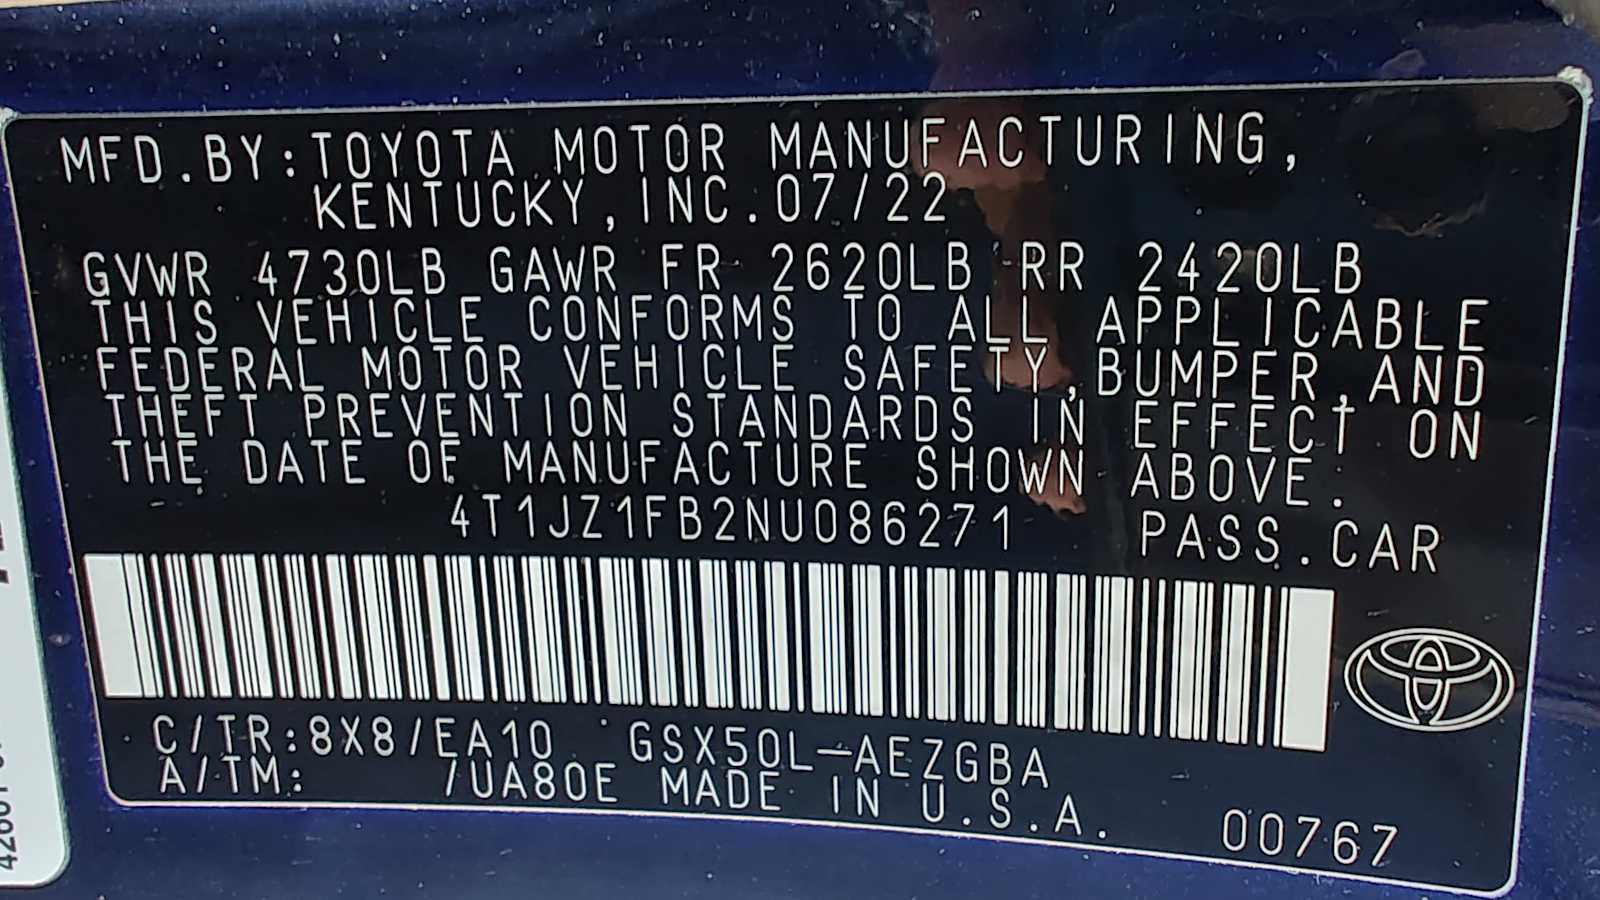 MFD.BY:TOYOTA MOTOR MANUFACTURING,
KENTUCKY,INC.07/22
GVWR 4730LB GAWR FR 2620LB RR 2420LB
THIS VEHICLE CONFORMS TO ALL APPLICABLE
FEDERAL MOTOR VEHICLE SAFETY,BUMPER,AND
THEFT PREVENTION STANDARDS IN EFFECT ON
THE DATE OF MANUFACTURE SHOWN ABOVE.
4T1JZ1FB2NU086271 PASS.CAR
C/TR:8X8/EA10 GSX50L-AEZGBA
A/TM: /UA80E MADE IN U.S.A.
00767